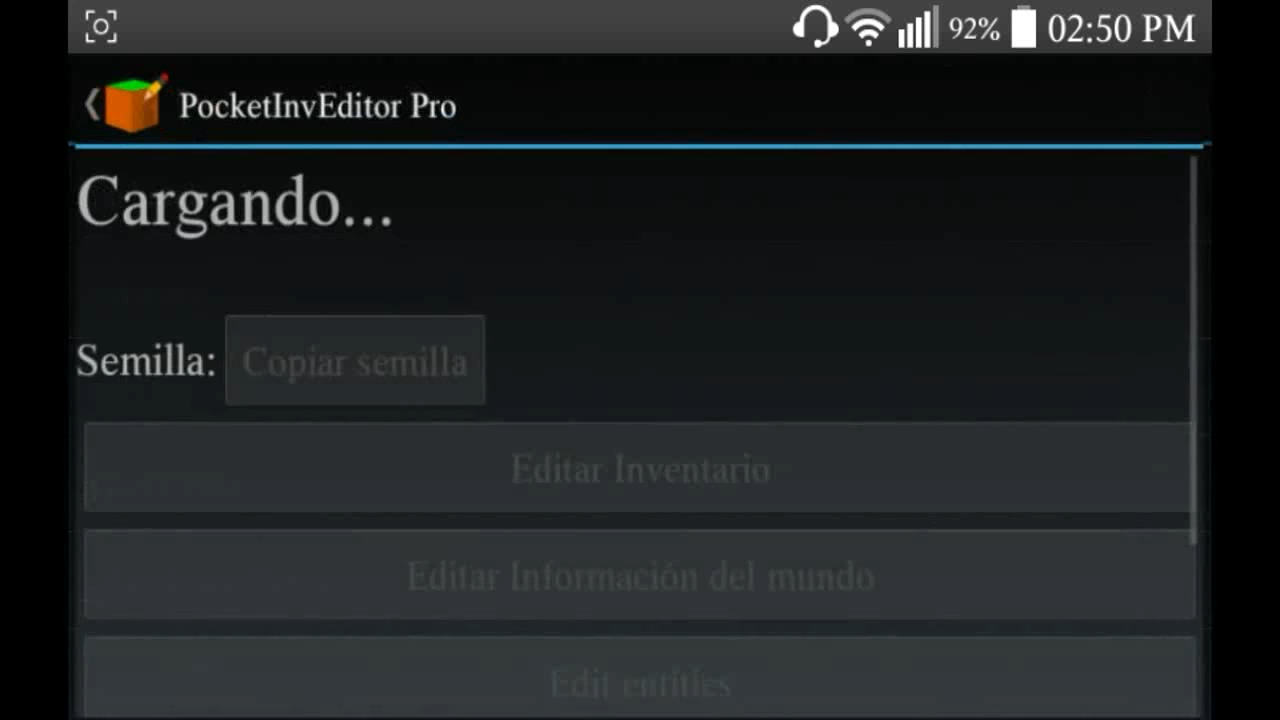 92% 02:50 PM
PocketInvEditor Pro
Cargando...
Semilla: Copiar semilla
Editar Inventario
Editar Información del mundo
Edit entities